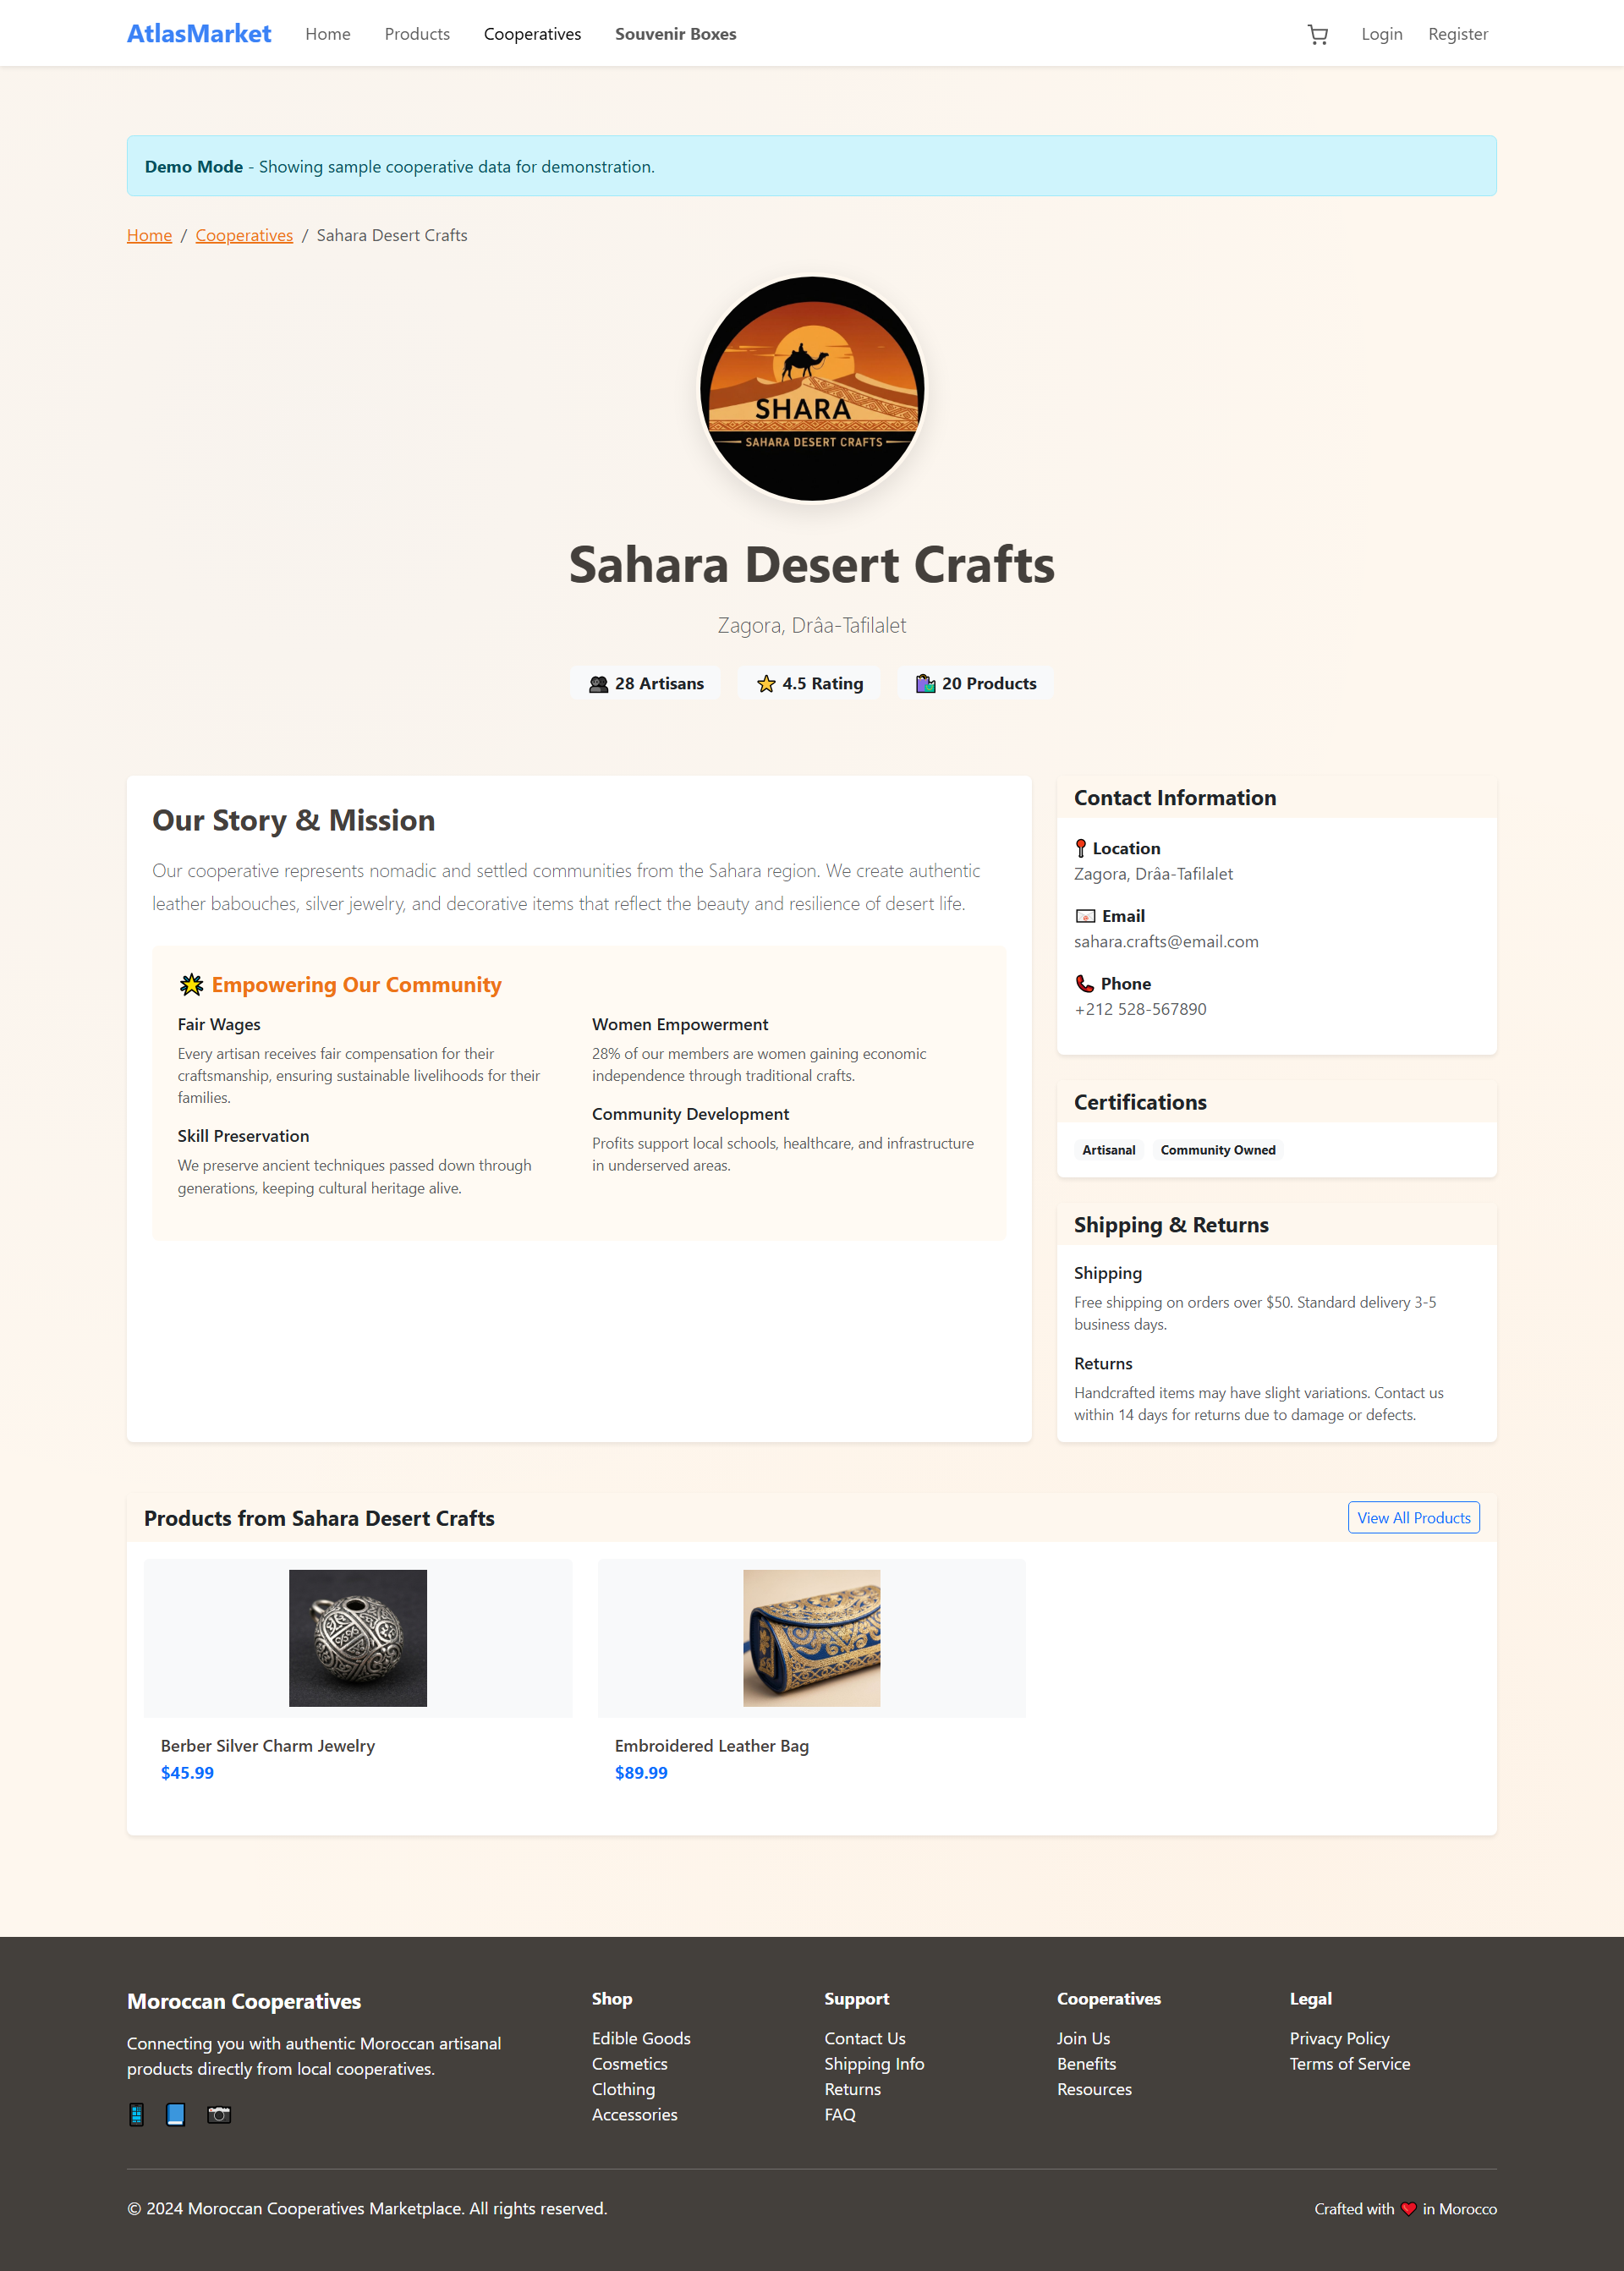 AtlasMarket Home Products Cooperatives Souvenir Boxes Login Register
Demo Mode - Showing sample cooperative data for demonstration.
Home / Cooperatives / Sahara Desert Crafts
SHARA
SAHARA DESERT CRAFTS
Sahara Desert Crafts
Zagora, Drâa-Tafilalet
👥 28 Artisans ⭐ 4.5 Rating 🛍️ 20 Products
Our Story & Mission
Our cooperative represents nomadic and settled communities from the Sahara region. We create authentic
leather babouches, silver jewelry, and decorative items that reflect the beauty and resilience of desert life.
🌟 Empowering Our Community
Fair Wages
Every artisan receives fair compensation for their
craftsmanship, ensuring sustainable livelihoods for their
families.
Skill Preservation
We preserve ancient techniques passed down through
generations, keeping cultural heritage alive.
Women Empowerment
28% of our members are women gaining economic
independence through traditional crafts.
Community Development
Profits support local schools, healthcare, and infrastructure
in underserved areas.
Contact Information
📍 Location
Zagora, Drâa-Tafilalet
📧 Email
sahara.crafts@email.com
📞 Phone
+212 528-567890
Certifications
Artisanal Community Owned
Shipping & Returns
Shipping
Free shipping on orders over $50. Standard delivery 3-5
business days.
Returns
Handcrafted items may have slight variations. Contact us
within 14 days for returns due to damage or defects.
Products from Sahara Desert Crafts
View All Products
Berber Silver Charm Jewelry
$45.99
Embroidered Leather Bag
$89.99
Moroccan Cooperatives
Connecting you with authentic Moroccan artisanal
products directly from local cooperatives.
Shop
Edible Goods
Cosmetics
Clothing
Accessories
Support
Contact Us
Shipping Info
Returns
FAQ
Cooperatives
Join Us
Benefits
Resources
Legal
Privacy Policy
Terms of Service
© 2024 Moroccan Cooperatives Marketplace. All rights reserved.
Crafted with ❤️ in Morocco